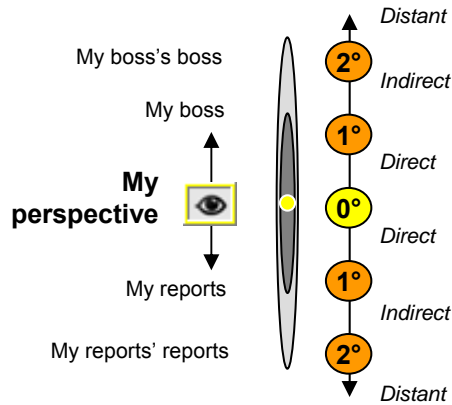 Distant
My boss's boss
2°
Indirect
My boss
1°
Direct
My
perspective
0°
Direct
My reports
1°
Indirect
My reports’ reports
2°
Distant